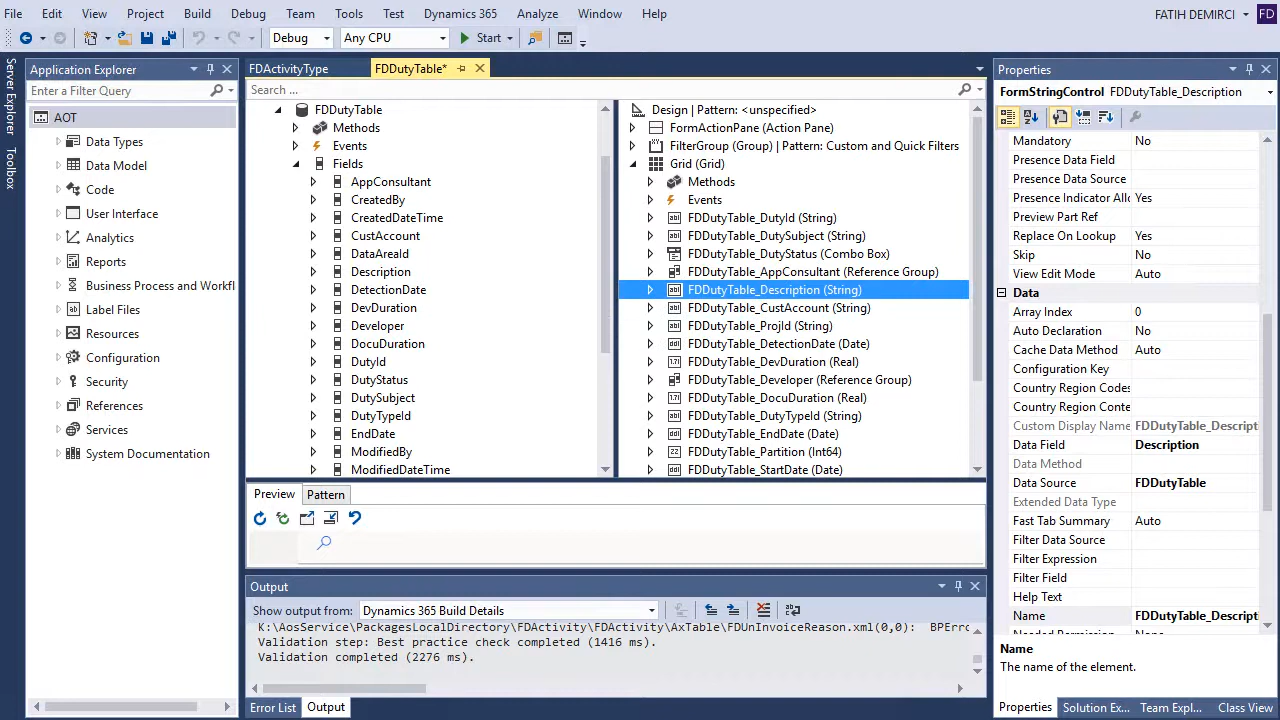 File Edit View Project Build Debug Team Tools Test Dynamics 365 Analyze Window Help FATIH DEMIRCI FD
Debug Any CPU Start
Server Explorer
Toolbox
Application Explorer
Enter a Filter Query
AOT
Data Types
Data Model
Code
User Interface
Analytics
Reports
Business Process and Workfl
Label Files
Resources
Configuration
Security
References
Services
System Documentation
FDActivityType FDDutyTable*
Search ...
FDDutyTable
Methods
Events
Fields
AppConsultant
CreatedBy
CreatedDateTime
CustAccount
DataAreaId
Description
DetectionDate
DevDuration
Developer
DocuDuration
DutyId
DutyStatus
DutySubject
DutyTypeId
EndDate
ModifiedBy
ModifiedDateTime
Design | Pattern: <unspecified>
FormActionPane (Action Pane)
FilterGroup (Group) | Pattern: Custom and Quick Filters
Grid (Grid)
Methods
Events
FDDutyTable_DutyId (String)
FDDutyTable_DutySubject (String)
FDDutyTable_DutyStatus (Combo Box)
FDDutyTable_AppConsultant (Reference Group)
FDDutyTable_Description (String)
FDDutyTable_CustAccount (String)
FDDutyTable_ProjId (String)
FDDutyTable_DetectionDate (Date)
FDDutyTable_DevDuration (Real)
FDDutyTable_Developer (Reference Group)
FDDutyTable_DocuDuration (Real)
FDDutyTable_DutyTypeId (String)
FDDutyTable_EndDate (Date)
FDDutyTable_Partition (Int64)
FDDutyTable_StartDate (Date)
Preview Pattern
Output
Show output from: Dynamics 365 Build Details
K:\AosService\PackagesLocalDirectory\FDActivity\FDActivity\AxTable\FDUnInvoiceReason.xml(0,0): BPErro
Validation step: Best practice check completed (1416 ms).
Validation completed (2276 ms).
Error List Output
Properties
FormStringControl FDDutyTable_Description
Mandatory No
Presence Data Field
Presence Data Source
Presence Indicator Allo Yes
Preview Part Ref
Replace On Lookup Yes
Skip No
View Edit Mode Auto
Data
Array Index 0
Auto Declaration No
Cache Data Method Auto
Configuration Key
Country Region Codes
Country Region Conte
Custom Display Name FDDutyTable_Descripti
Data Field Description
Data Method
Data Source FDDutyTable
Extended Data Type
Fast Tab Summary Auto
Filter Data Source
Filter Expression
Filter Field
Help Text
Name FDDutyTable_Descripti
Needed Permission None
Name
The name of the element.
Properties Solution Ex... Team Expl... Class View